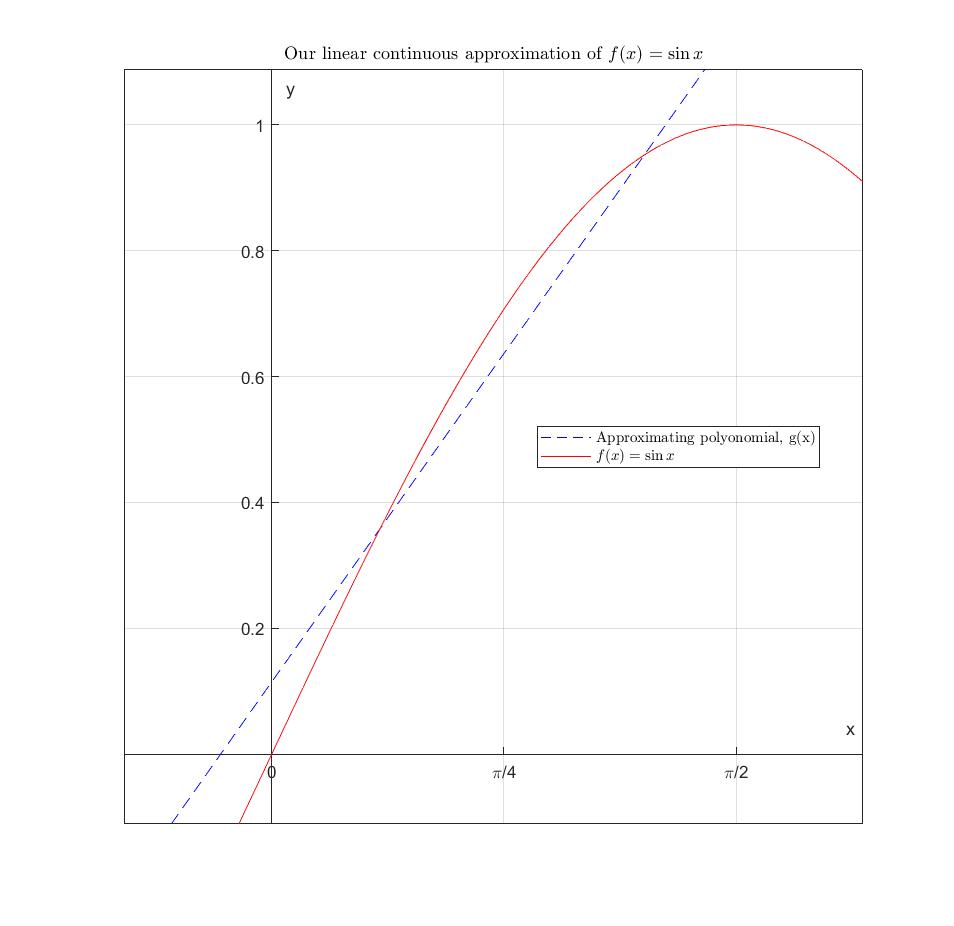 Our linear continuous approximation of f(x) = sin x
y
1
0.8
0.6
0.4
0.2
Approximating polyonomial, g(x)
f(x) = sin x
x
0
π/4
π/2